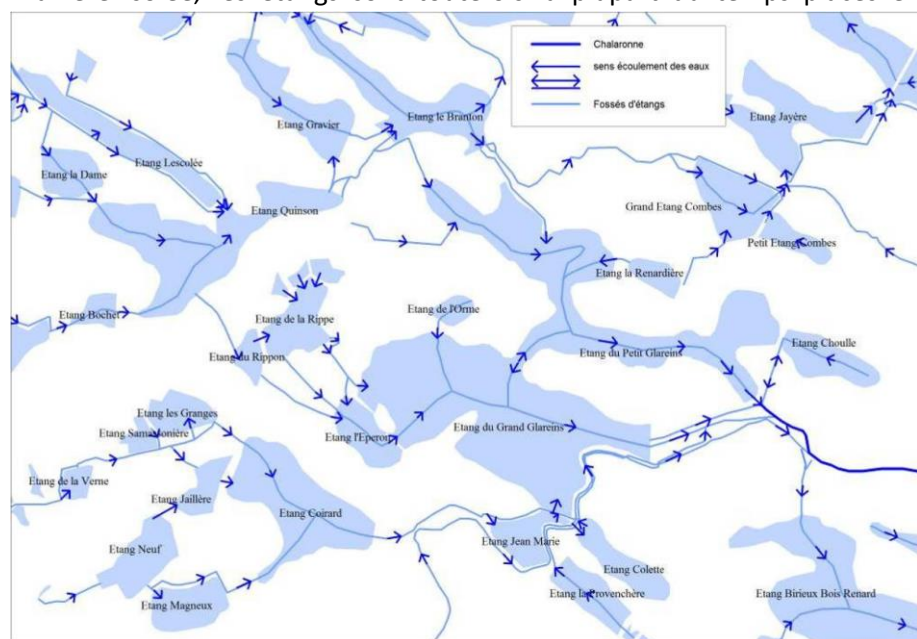 Chalaronne
sens écoulement des eaux
Fossés d'étangs
Etang Gravier
Etang le Branton
Etang Jayère
Etang Lescolée
Etang la Dame
Etang Quinson
Grand Etang Combes
Petit Etang Combes
Etang la Renardière
Etang Bochet
Etang de la Rippe
Etang de l'Orme
Etang du Rippon
Etang du Petit Glareins
Etang Choulle
Etang les Granges
Etang l'Eperon
Etang du Grand Glareins
Etang de la Verne
Etang Jaillère
Etang Coirard
Etang Neuf
Etang Jean Marie
Etang Colette
Etang la Provenchère
Etang Birieux Bois Renard
Etang Magneux